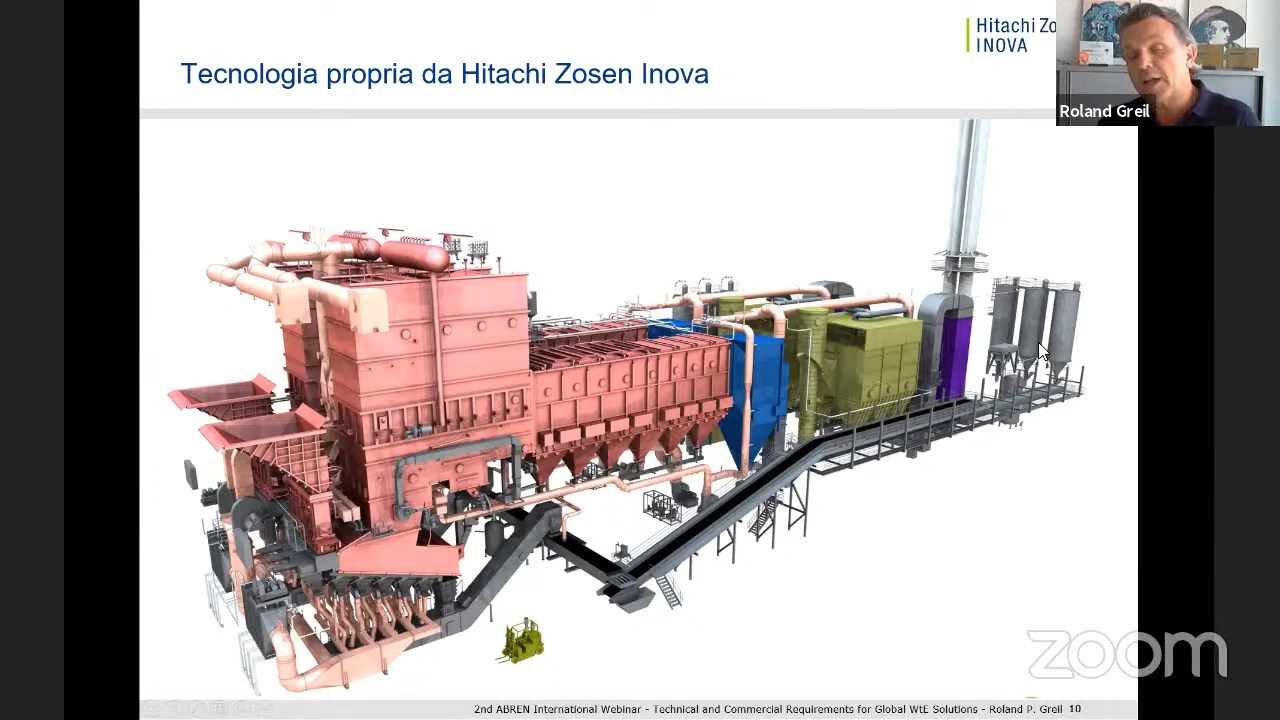 Hitachi Zo
INOVA
Tecnologia propria da Hitachi Zosen Inova
Roland Greil
zoom
2nd ABREN International Webinar - Technical and Commercial Requirements for Global WtE Solutions - Roland P. Greil 10